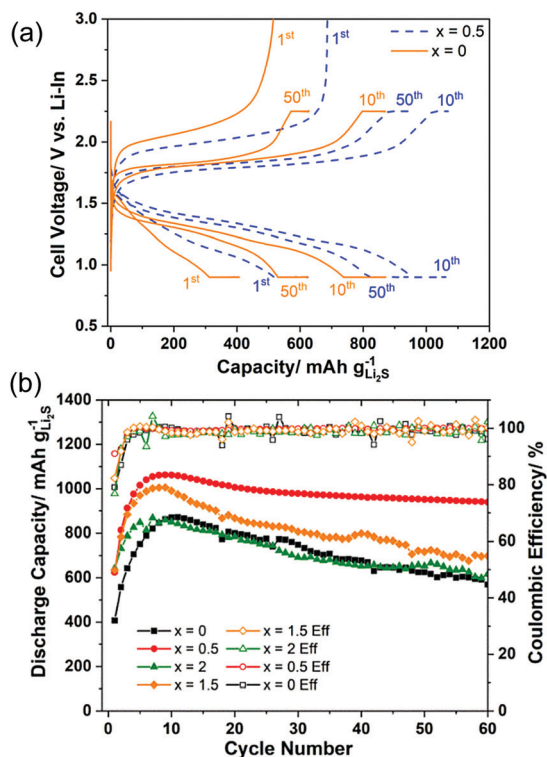 (a)
3.0
2.5
2.0
1.5
1.0
0.5
Cell Voltage/ V vs. Li-In
x = 0.5
x = 0
1st
1st
50th
10th
50th
10th
1st
1st
50th
10th
50th
10th
0 200 400 600 800 1000 1200
Capacity/ mAh g-1 Li2S
(b)
1400
1200
1000
800
600
400
200
0
Discharge Capacity/ mAh g-1 Li2S
100
80
60
40
20
0
Coulombic Efficiency/ %
x = 0 x = 1.5 Eff
x = 0.5 x = 2 Eff
x = 2 x = 0.5 Eff
x = 1.5 x = 0 Eff
0 10 20 30 40 50 60
Cycle Number